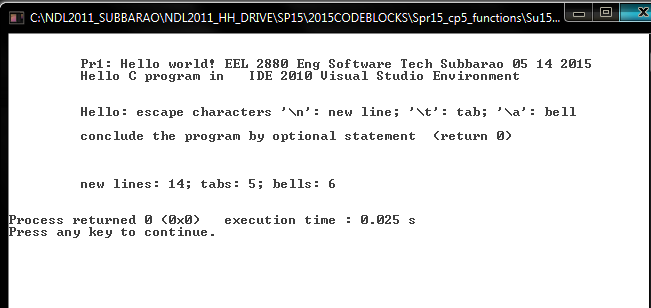 C:\NDL2011_SUBBARAO\NDL2011_HH_DRIVE\SP15\2015CODEBLOCKS\Spr15_cp5_functions\Su15...
Pr1: Hello world! EEL 2880 Eng Software Tech Subbarao 05 14 2015
Hello C program in   IDE 2010 Visual Studio Environment
Hello: escape characters '\n': new line; '\t': tab; '\a': bell
conclude the program by optional statement  (return 0)
new lines: 14; tabs: 5; bells: 6
Process returned 0 (0x0)   execution time : 0.025 s
Press any key to continue.